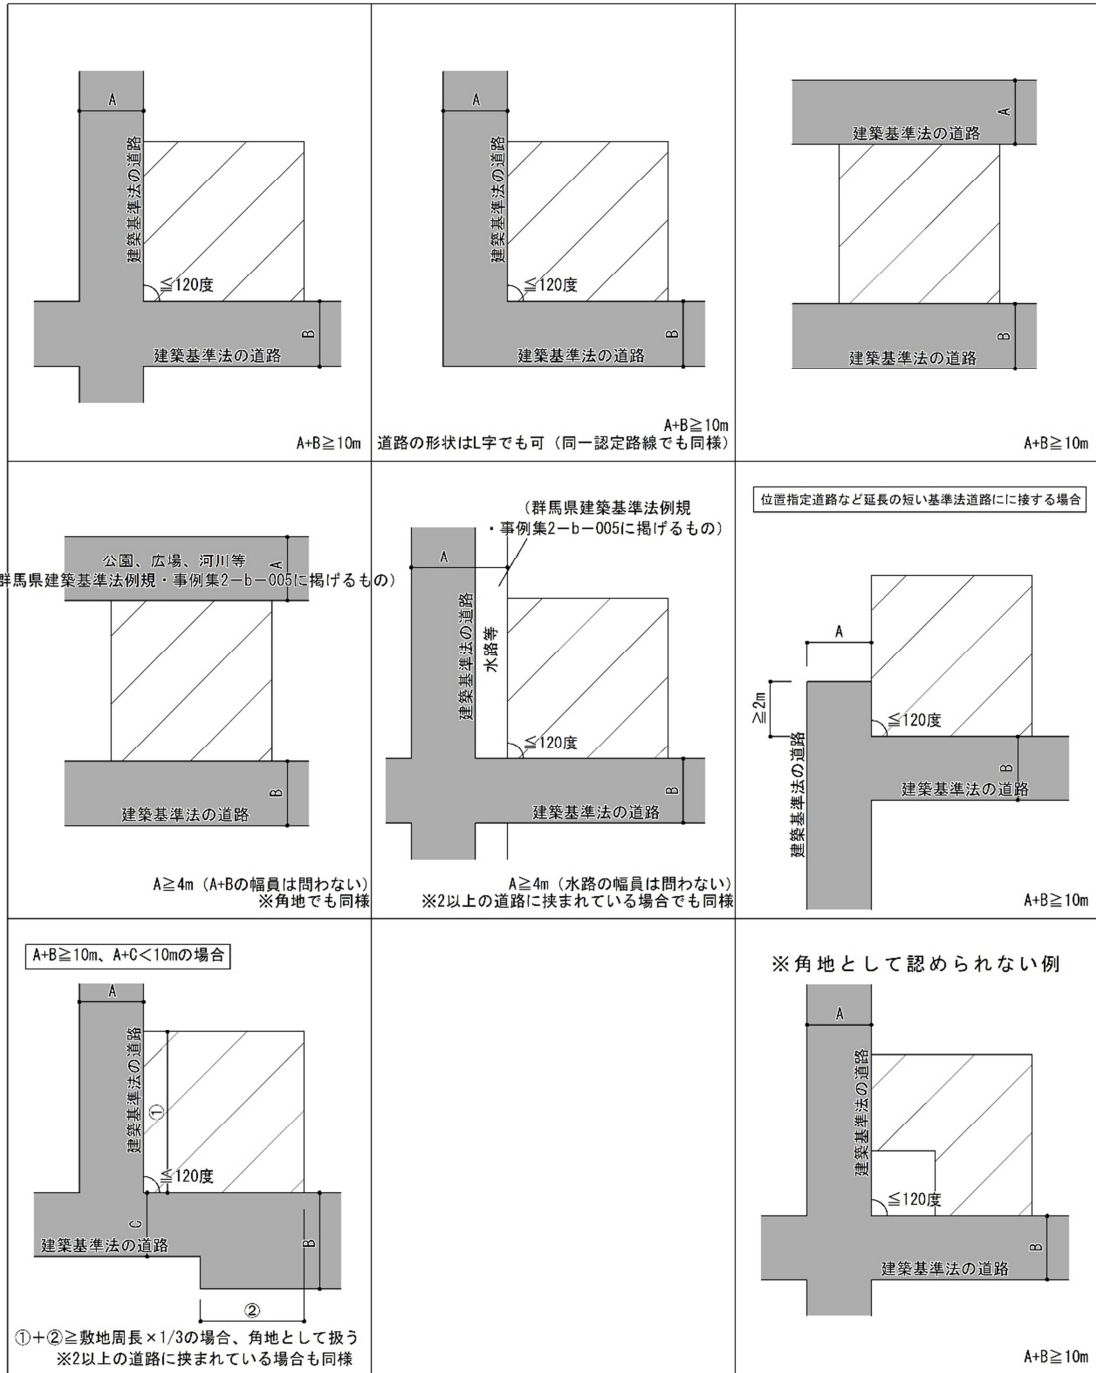 A
建築基準法の道路
≦120度
B
建築基準法の道路
A+B≧10m
A
建築基準法の道路
≦120度
B
建築基準法の道路
A+B≧10m
道路の形状はL字でも可（同一認定路線でも同様）
A
建築基準法の道路
B
建築基準法の道路
A+B≧10m
公園、広場、河川等
A
群馬県建築基準法例規・事例集2-b-005に掲げるもの）
B
建築基準法の道路
A≧4m（A+Bの幅員は問わない）
※角地でも同様
（群馬県建築基準法例規
・事例集2-b-005に掲げるもの）
A
建築基準法の道路
水路等
≦120度
B
建築基準法の道路
A≧4m（水路の幅員は問わない）
※2以上の道路に挟まれている場合でも同様
位置指定道路など延長の短い基準法道路にに接する場合
A
≧2m
≦120度
建築基準法の道路
B
建築基準法の道路
A+B≧10m
A+B≧10m、A+C＜10mの場合
A
建築基準法の道路
①
≦120度
C
建築基準法の道路
B
②
①+②≧敷地周長×1/3の場合、角地として扱う
※2以上の道路に挟まれている場合も同様
※角地として認められない例
A
建築基準法の道路
≦120度
B
建築基準法の道路
A+B≧10m